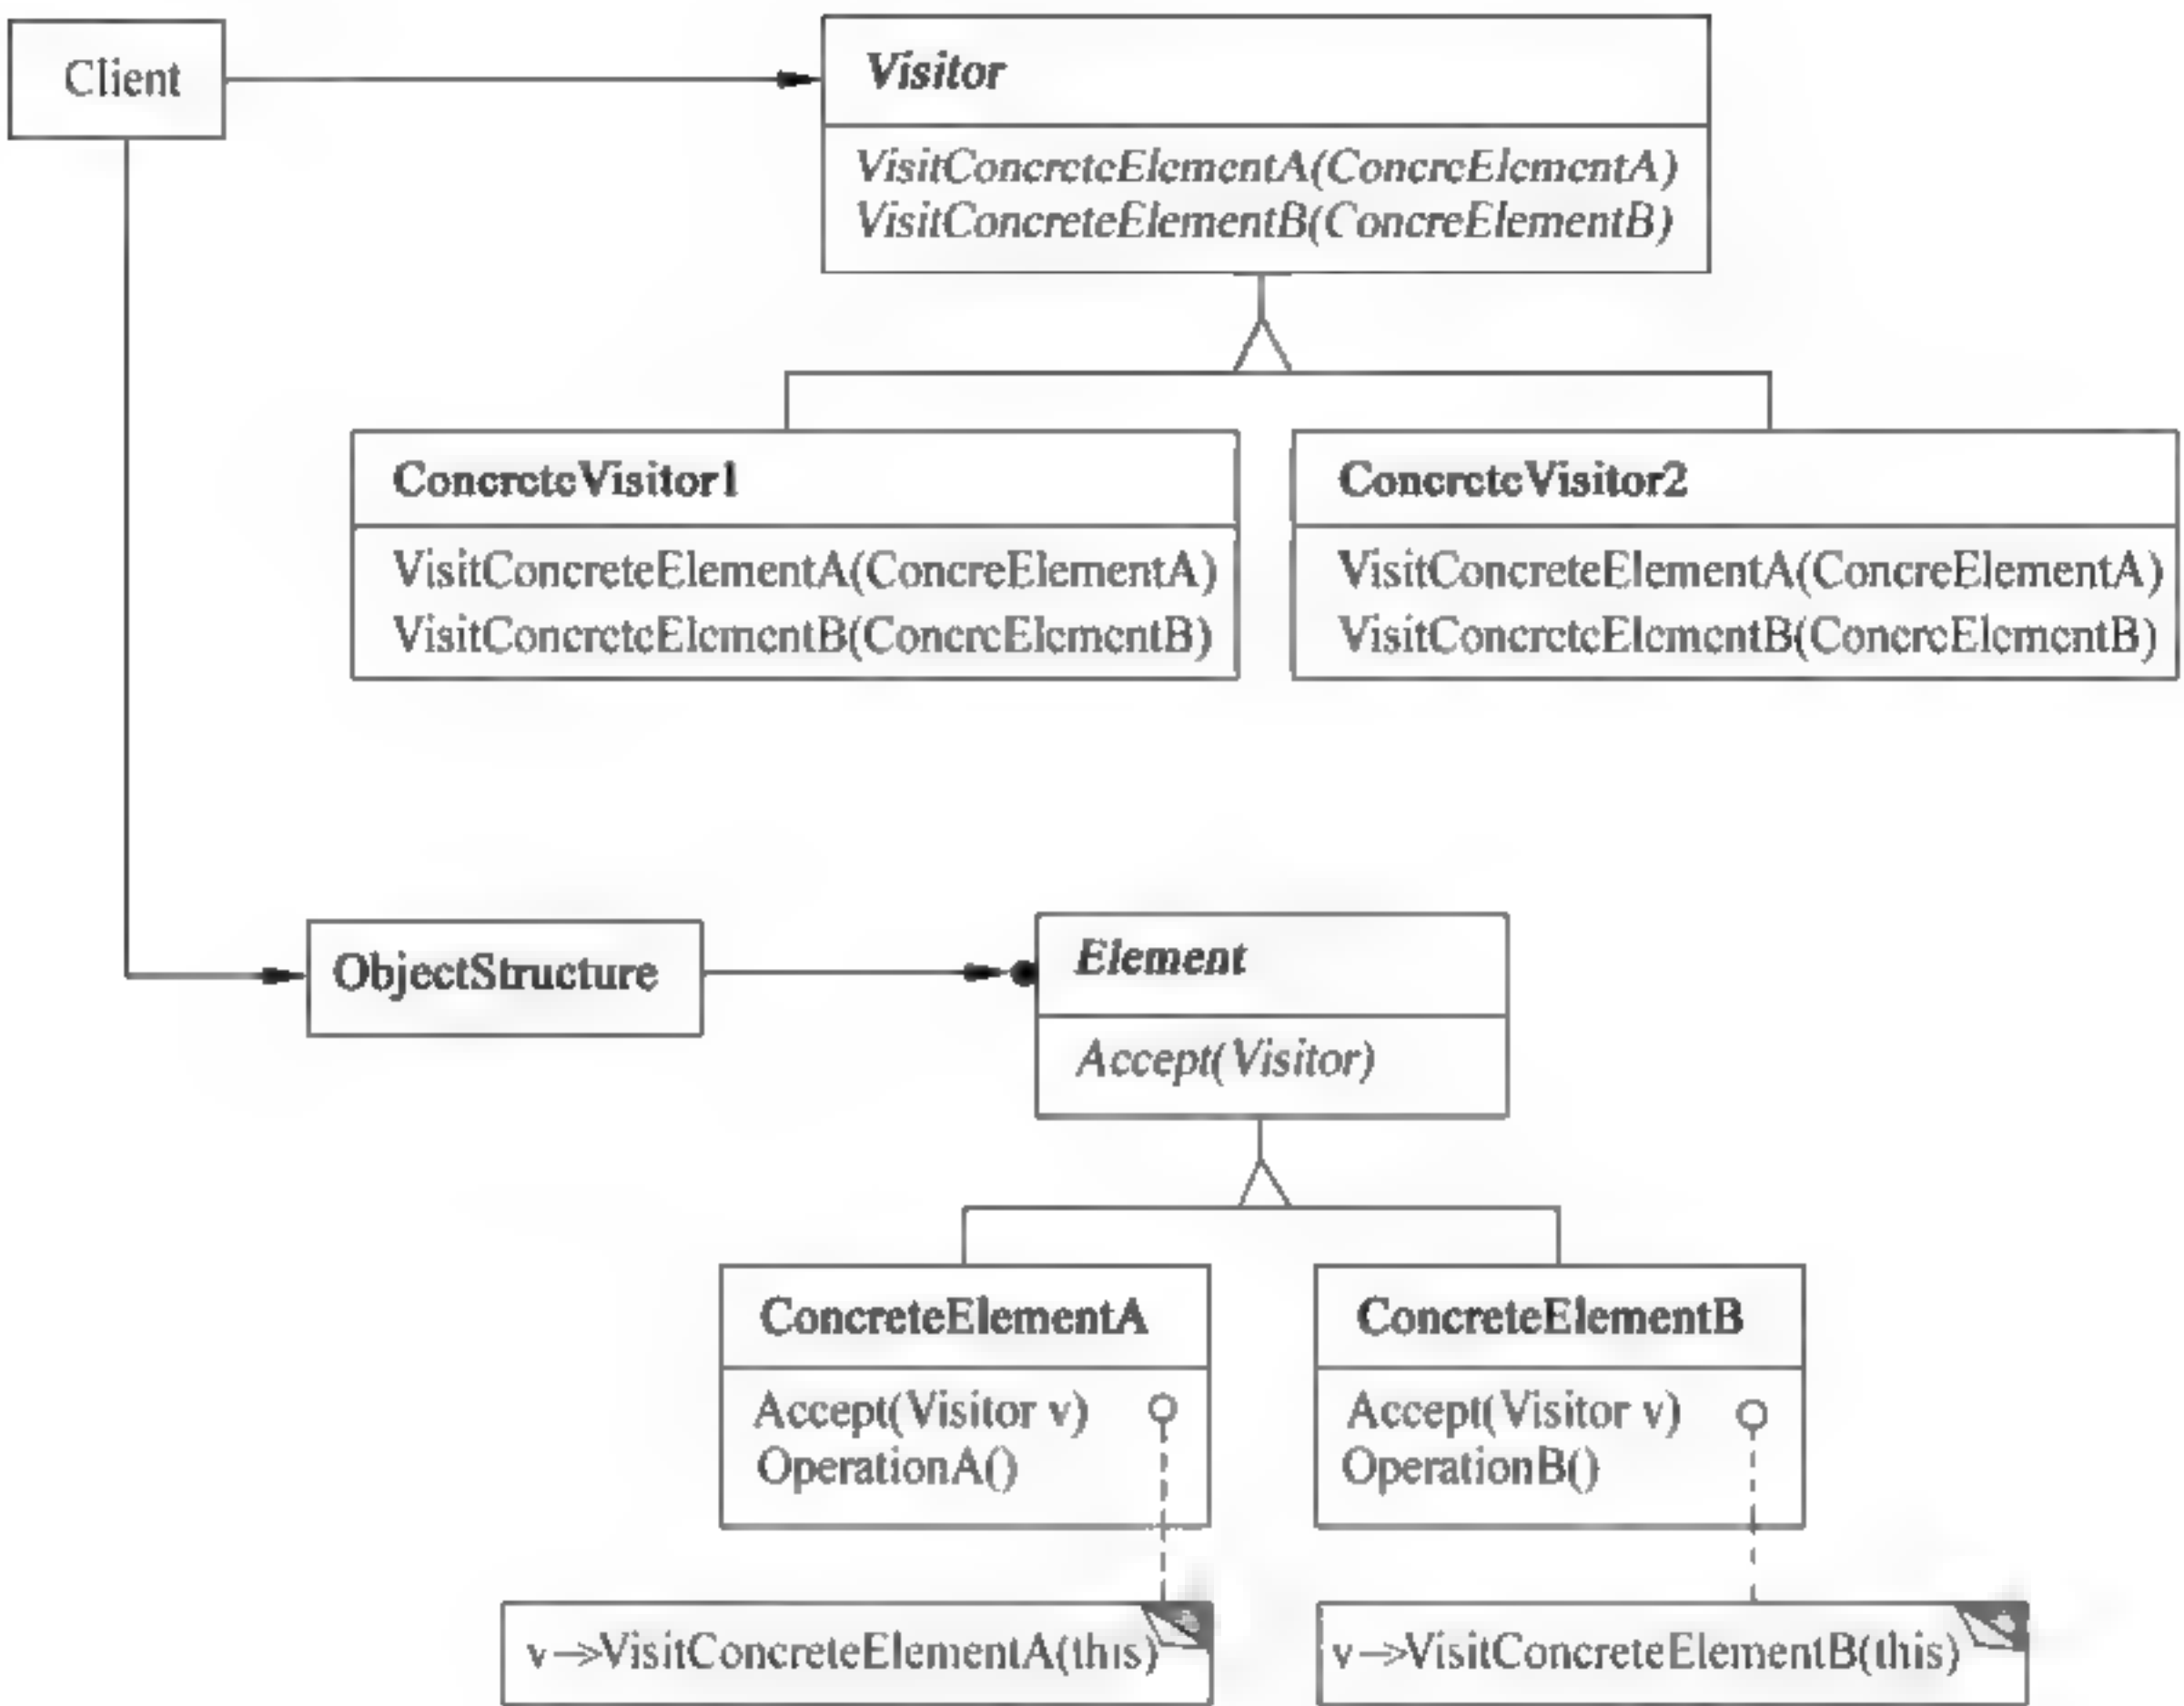 Client
Visitor
VisitConcreteElementA(ConcreElementA)
VisitConcreteElementB(ConcreElementB)
ConcreteVisitor1
VisitConcreteElementA(ConcreElementA)
VisitConcreteElementB(ConcreElementB)
ConcreteVisitor2
VisitConcreteElementA(ConcreElementA)
VisitConcreteElementB(ConcreElementB)
ObjectStructure
Element
Accept(Visitor)
ConcreteElementA
Accept(Visitor v)
OperationA()
ConcreteElementB
Accept(Visitor v)
OperationB()
v->VisitConcreteElementA(this)
v->VisitConcreteElementB(this)